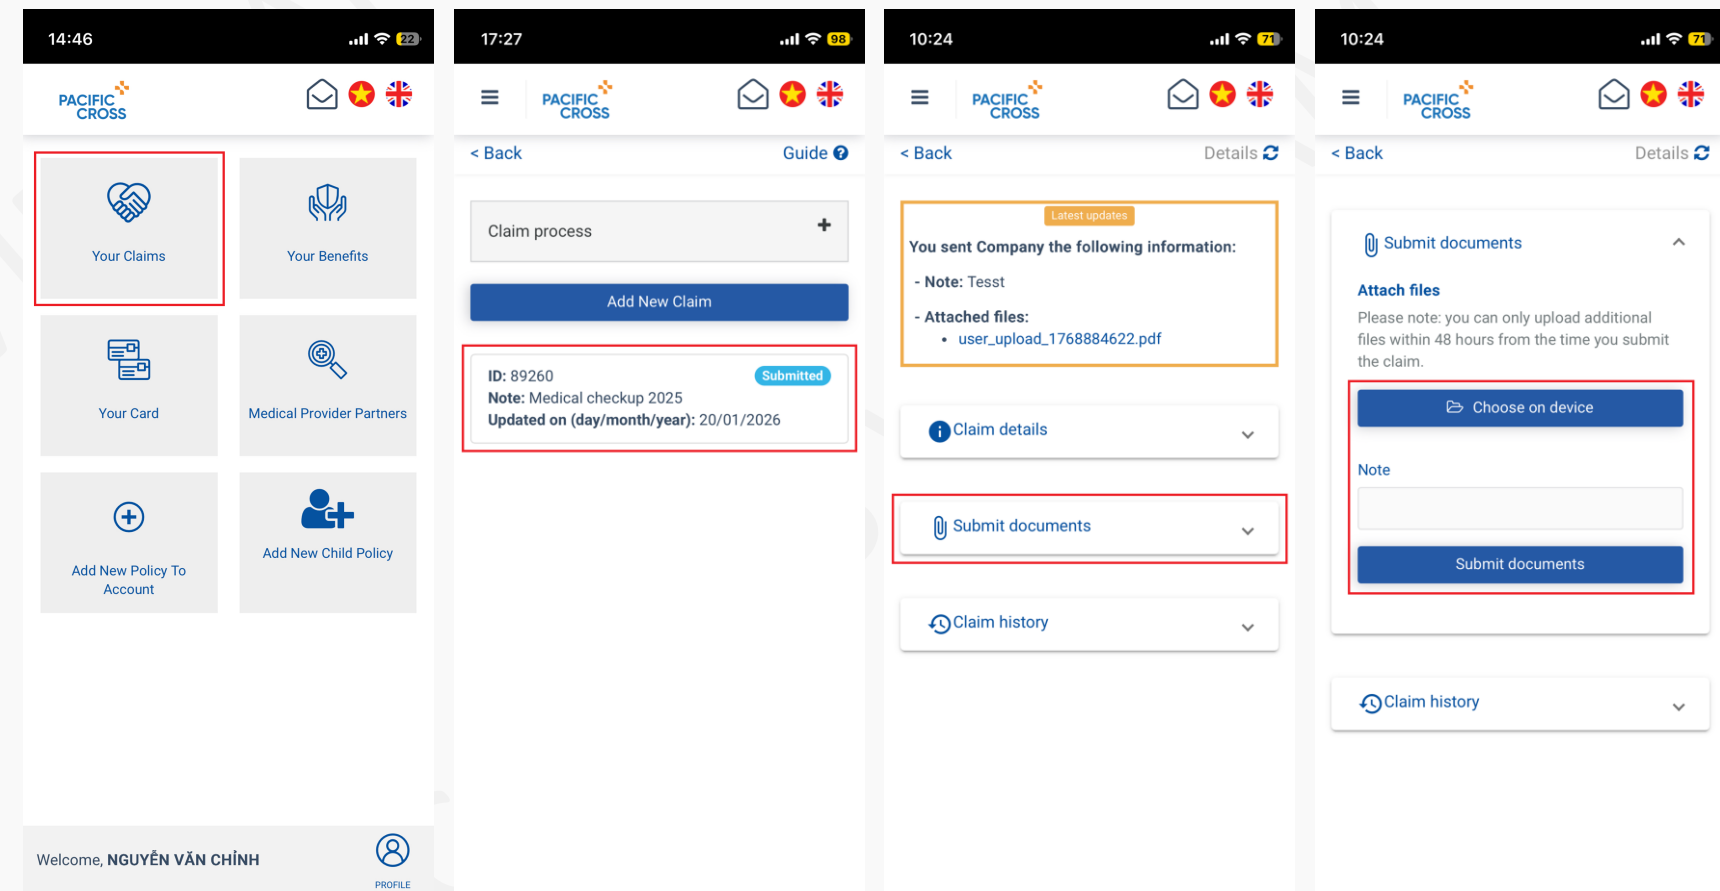 14:46
22
PACIFIC
CROSS
Your Claims
Your Benefits
Your Card
Medical Provider Partners
Add New Policy To
Account
Add New Child Policy
Welcome, NGUYỄN VĂN CHỈNH
PROFILE
17:27
98
PACIFIC
CROSS
< Back
Guide
Claim process
Add New Claim
ID: 89260
Submitted
Note: Medical checkup 2025
Updated on (day/month/year): 20/01/2026
10:24
71
PACIFIC
CROSS
< Back
Details
Latest updates
You sent Company the following information:
- Note: Tesst
- Attached files:
• user_upload_1768884622.pdf
Claim details
Submit documents
Claim history
10:24
71
PACIFIC
CROSS
< Back
Details
Submit documents
Attach files
Please note: you can only upload additional
files within 48 hours from the time you submit
the claim.
Choose on device
Note
Submit documents
Claim history